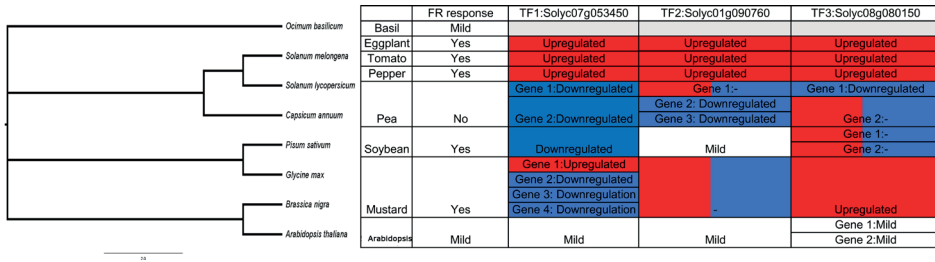 Ocimum basilicum
Solanum melongena
Solanum lycopersicum
Capsicum annuum
Pisum sativum
Glycine max
Brassica nigra
Arabidopsis thaliana
FR response TF1:Solyc07g053450 TF2:Solyc01g090760 TF3:Solyc08g080150
Basil Mild
Eggplant Yes Upregulated Upregulated Upregulated
Tomato Yes Upregulated Upregulated Upregulated
Pepper Yes Upregulated Upregulated Upregulated
Gene 1:Downregulated Gene 1:- Gene 1:Downregulated
Gene 2: Downregulated
Pea No Gene 2:Downregulated Gene 3: Downregulated Gene 2:-
Gene 1:-
Soybean Yes Downregulated Mild Gene 2:-
Gene 1:Upregulated
Gene 2:Downregulated
Gene 3: Downregulation
Mustard Yes Gene 4: Downregulation - Upregulated
Gene 1:Mild
Arabidopsis Mild Mild Mild Gene 2:Mild